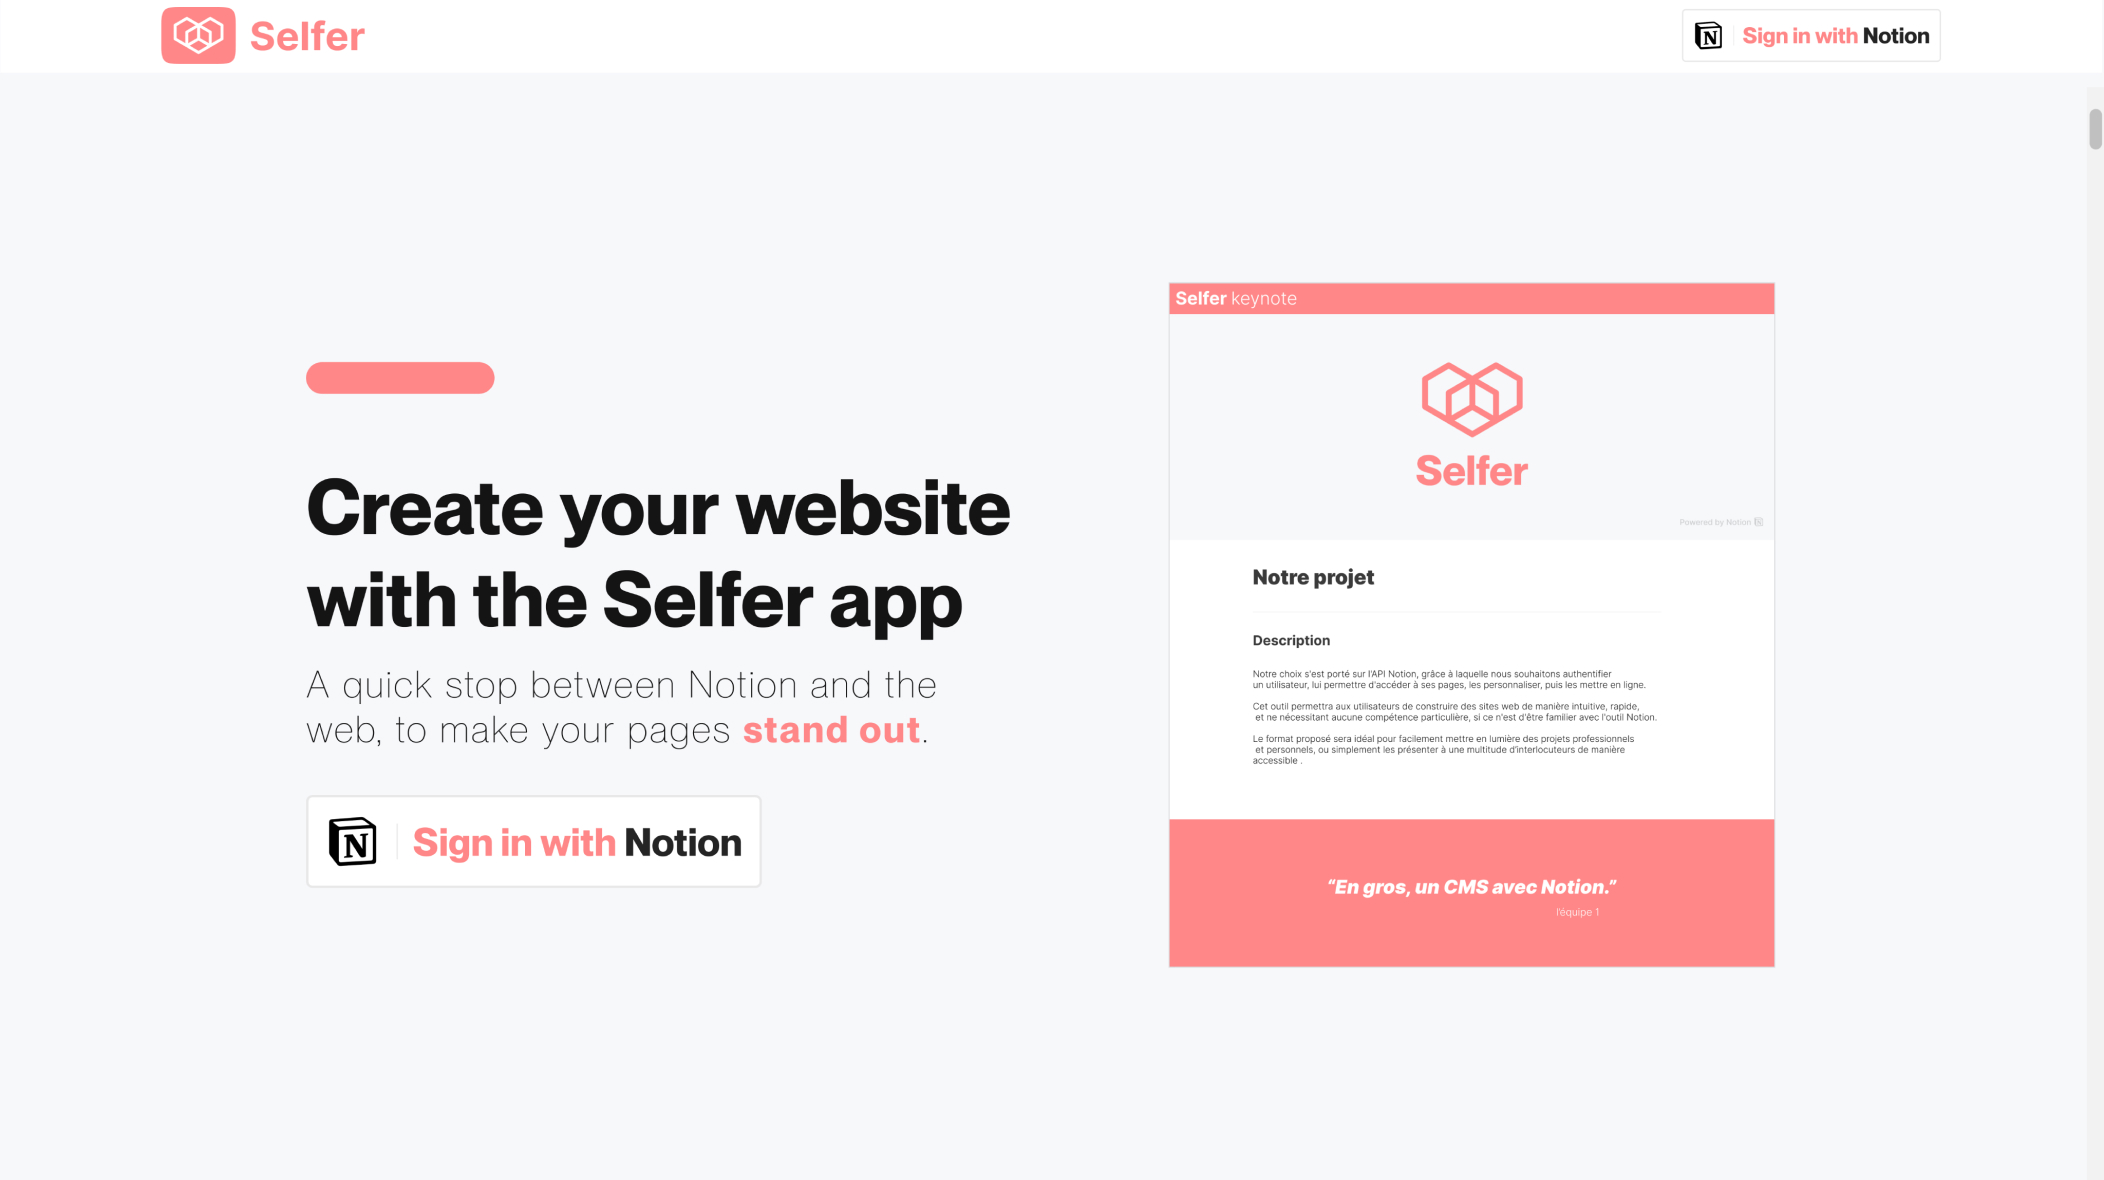 Selfer
Sign in with Notion
Create your website
with the Selfer app
A quick stop between Notion and the
web, to make your pages stand out.
Sign in with Notion
Selfer keynote
Selfer
Powered by Notion
Notre projet
Description
Notre choix s'est porté sur l'API Notion, grâce à laquelle nous souhaitons authentifier
un utilisateur, lui permettre d'accéder à ses pages, les personnaliser, puis les mettre en ligne.
Cet outil permettra aux utilisateurs de construire des sites web de manière intuitive, rapide,
et ne nécessitant aucune compétence particulière, si ce n'est d'être familier avec l'outil Notion.
Le format proposé sera idéal pour facilement mettre en lumière des projets professionnels
et personnels, ou simplement les présenter à une multitude d'interlocuteurs de manière
accessible .
“En gros, un CMS avec Notion.”
l'équipe 1